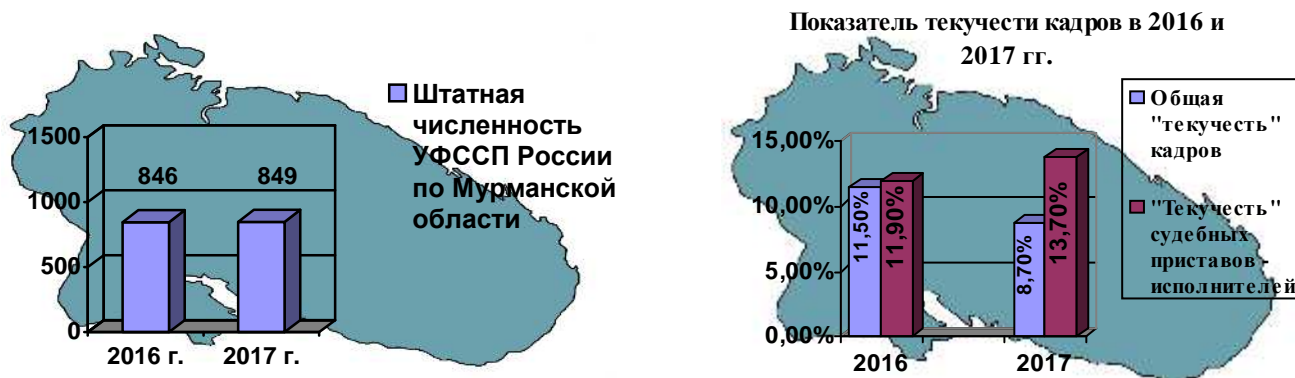 Штатная
численность
УФССП России
по Мурманской
области
1500
1000
500
0
846
849
2016 г.
2017 г.
Показатель текучести кадров в 2016 и
2017 гг.
Общая
"текучесть"
кадров
"Текучесть"
судебных
приставов -
исполнителей
15,00%
10,00%
5,00%
0,00%
11,50%
11,90%
8,70%
13,70%
2016
2017